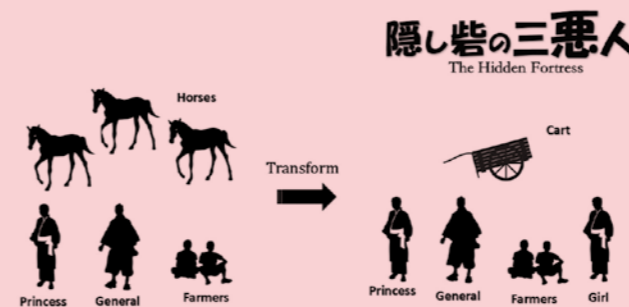 隠し砦の三悪人
The Hidden Fortress
Horses
Cart
Transform
Princess
General
Farmers
Princess
General
Farmers
Girl